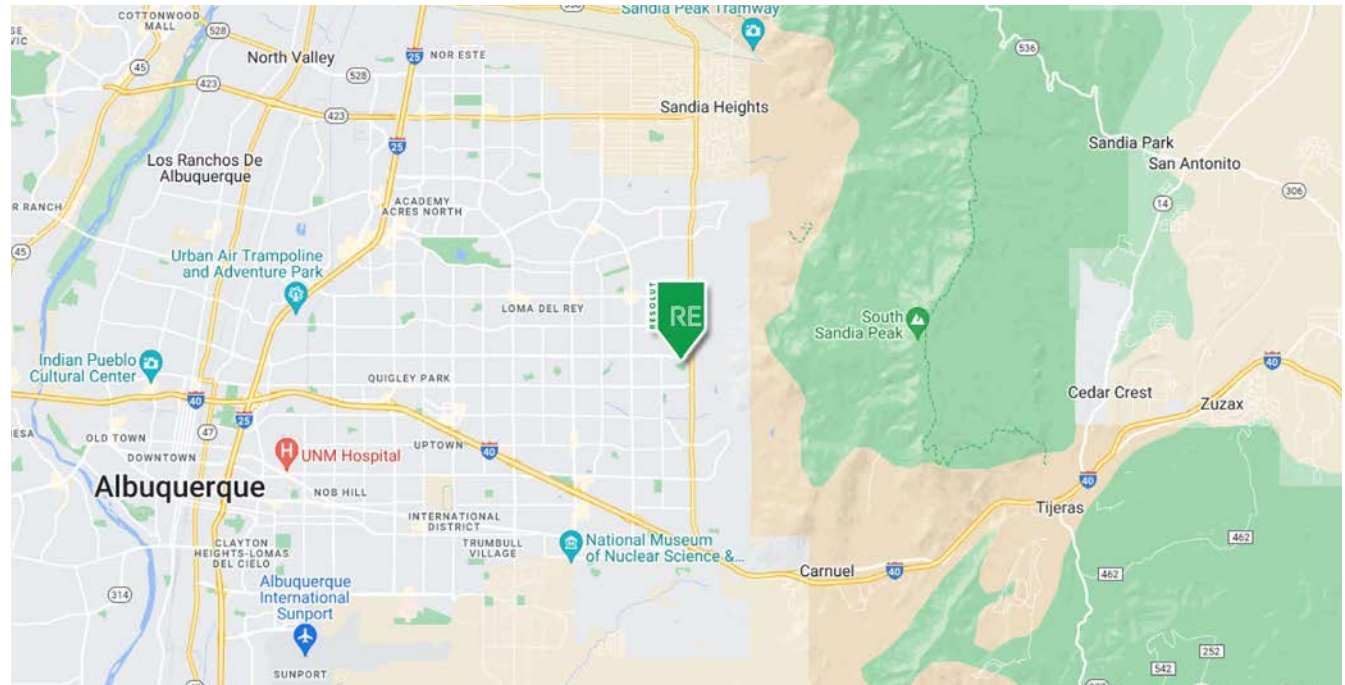 COTTONWOOD
MALL
528
Sandia Peak Tramway
North Valley
25
NOR ESTE
536
45
528
423
423
423
Sandia Heights
25
Sandia Park
San Antonito
Los Ranchos De
Albuquerque
306
R RANCH
ACADEMY
ACRES NORTH
14
45
Urban Air Trampoline
and Adventure Park
RESOLUT
RE
LOMA DEL REY
South
Sandia Peak
Indian Pueblo
Cultural Center
40
QUIGLEY PARK
40
25
Cedar Crest
Zuzax
47
OLD TOWN
DOWNTOWN
UPTOWN
40
H
UNM Hospital
Albuquerque
NOB HILL
40
Tijeras
INTERNATIONAL
DISTRICT
TRUMBULL
VILLAGE
National Museum
of Nuclear Science &...
CLAYTON
HEIGHTS-LOMAS
DEL CIELO
462
Carnuel
40
462
Albuquerque
International
Sunport
314
252
542
SUNPORT